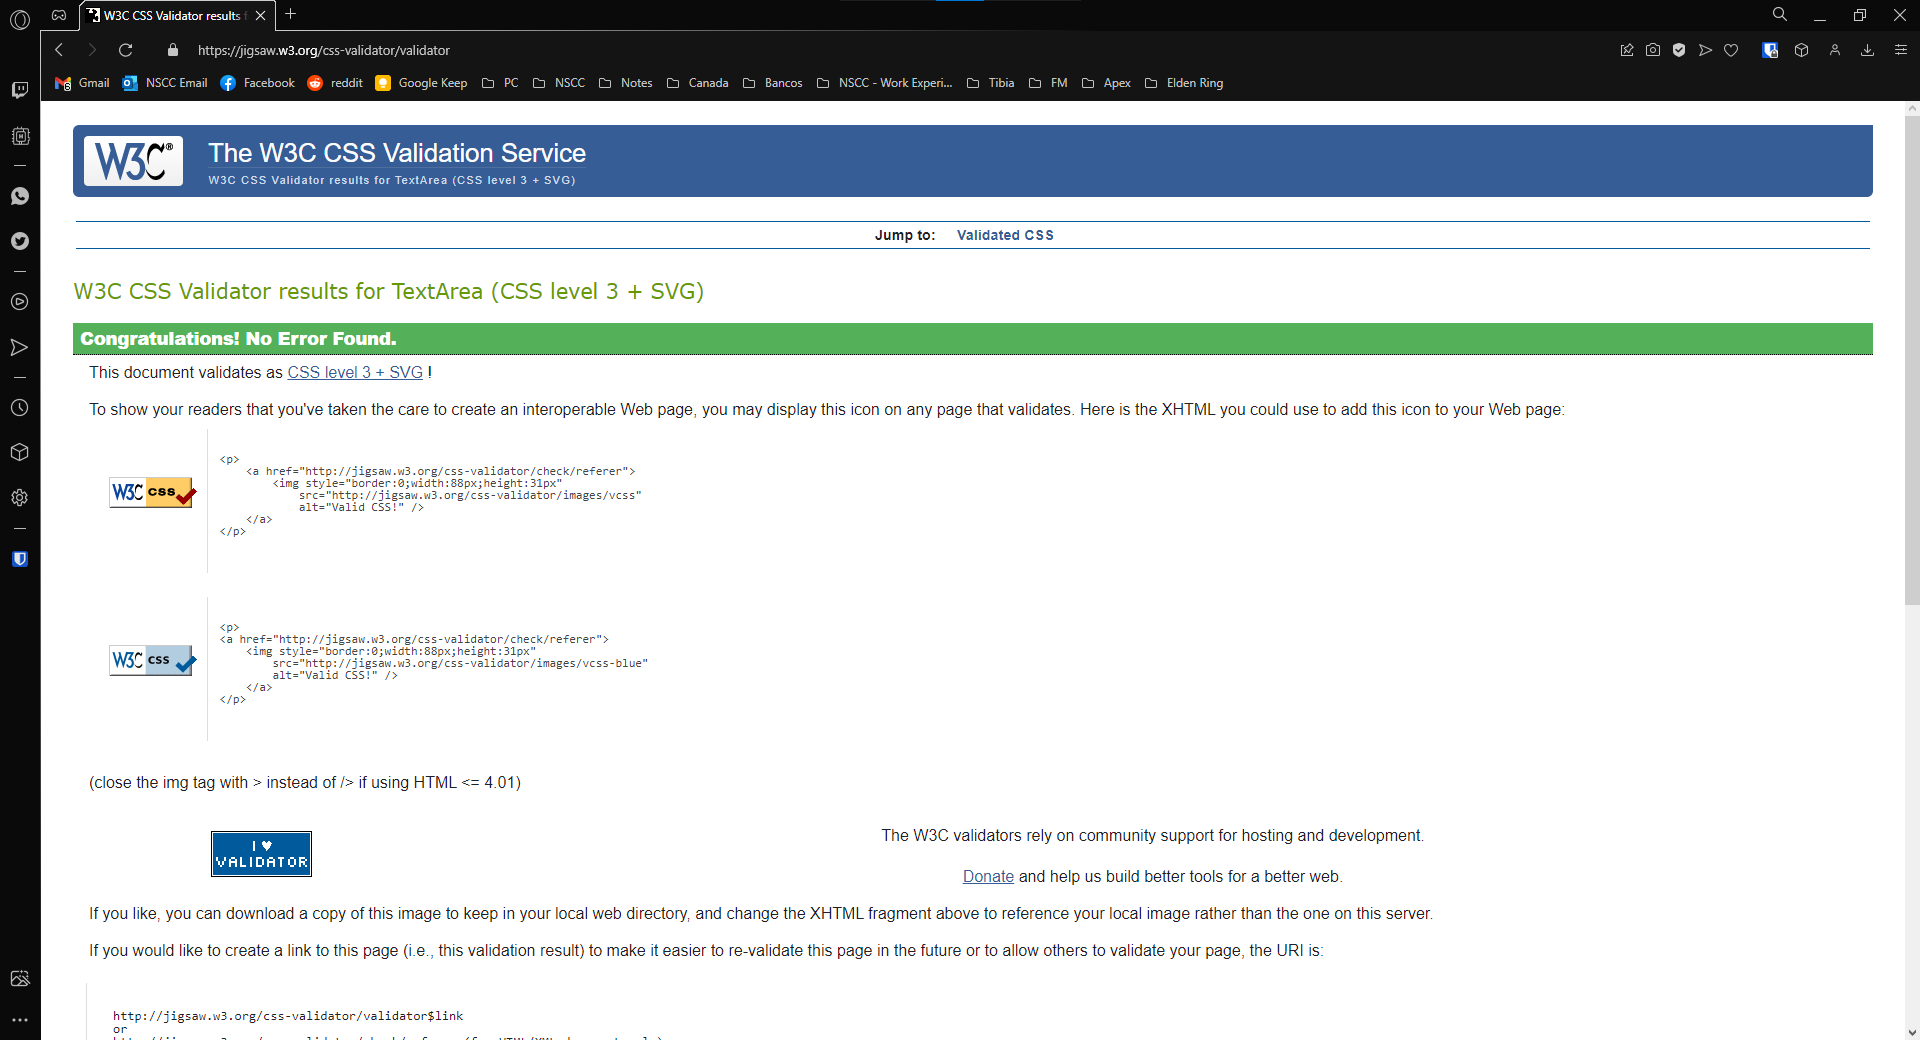 W3C CSS Validator results f
https://jigsaw.w3.org/css-validator/validator
Gmail NSCC Email Facebook reddit Google Keep PC NSCC Notes Canada Bancos NSCC - Work Experi... Tibia FM Apex Elden Ring
W3C®
The W3C CSS Validation Service
W3C CSS Validator results for TextArea (CSS level 3 + SVG)
Jump to: Validated CSS
W3C CSS Validator results for TextArea (CSS level 3 + SVG)
Congratulations! No Error Found.
This document validates as CSS level 3 + SVG !
To show your readers that you've taken the care to create an interoperable Web page, you may display this icon on any page that validates. Here is the XHTML you could use to add this icon to your Web page:
W3C css
<p>
<a href="http://jigsaw.w3.org/css-validator/check/referer">
<img style="border:0;width:88px;height:31px"
src="http://jigsaw.w3.org/css-validator/images/vcss"
alt="Valid CSS!" />
</a>
</p>
W3C css
<p>
<a href="http://jigsaw.w3.org/css-validator/check/referer">
<img style="border:0;width:88px;height:31px"
src="http://jigsaw.w3.org/css-validator/images/vcss-blue"
alt="Valid CSS!" />
</a>
</p>
(close the img tag with > instead of /> if using HTML <= 4.01)
I ♥
VALIDATOR
The W3C validators rely on community support for hosting and development.
Donate and help us build better tools for a better web.
If you like, you can download a copy of this image to keep in your local web directory, and change the XHTML fragment above to reference your local image rather than the one on this server.
If you would like to create a link to this page (i.e., this validation result) to make it easier to re-validate this page in the future or to allow others to validate your page, the URI is:
http://jigsaw.w3.org/css-validator/validator$link
or